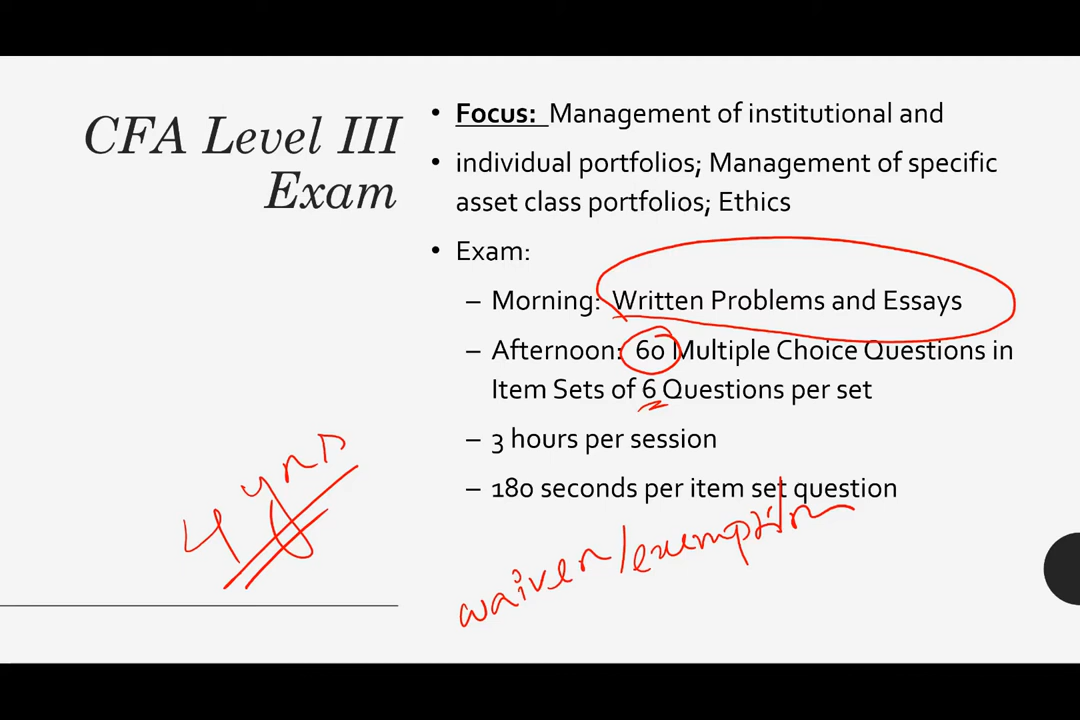 CFA Level III
Exam
• Focus: Management of institutional and
• individual portfolios; Management of specific
asset class portfolios; Ethics
• Exam:
– Morning: Written Problems and Essays
– Afternoon: 60 Multiple Choice Questions in
Item Sets of 6 Questions per set
– 3 hours per session
– 180 seconds per item set question
4 yrs
waiver/exemption